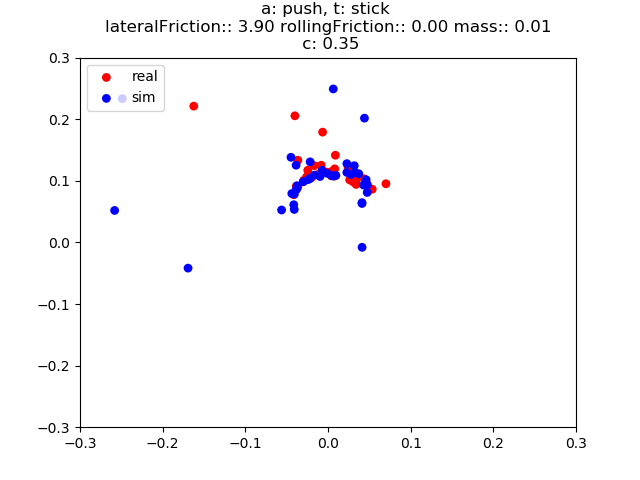 a: push, t: stick
lateralFriction:: 3.90 rollingFriction:: 0.00 mass:: 0.01
c: 0.35
real
sim
0.3
0.2
0.1
0.0
−0.1
−0.2
−0.3
−0.3
−0.2
−0.1
0.0
0.1
0.2
0.3